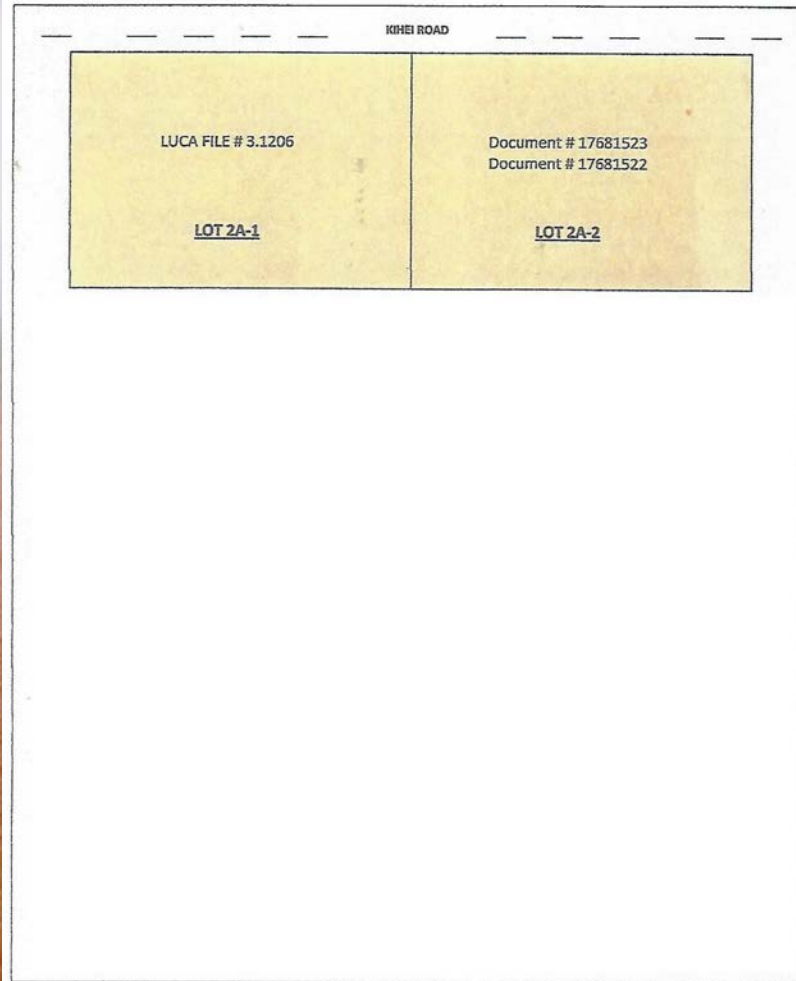 KIHEI ROAD
LUCA FILE # 3.1206
LOT 2A-1
Document # 17681523
Document # 17681522
LOT 2A-2